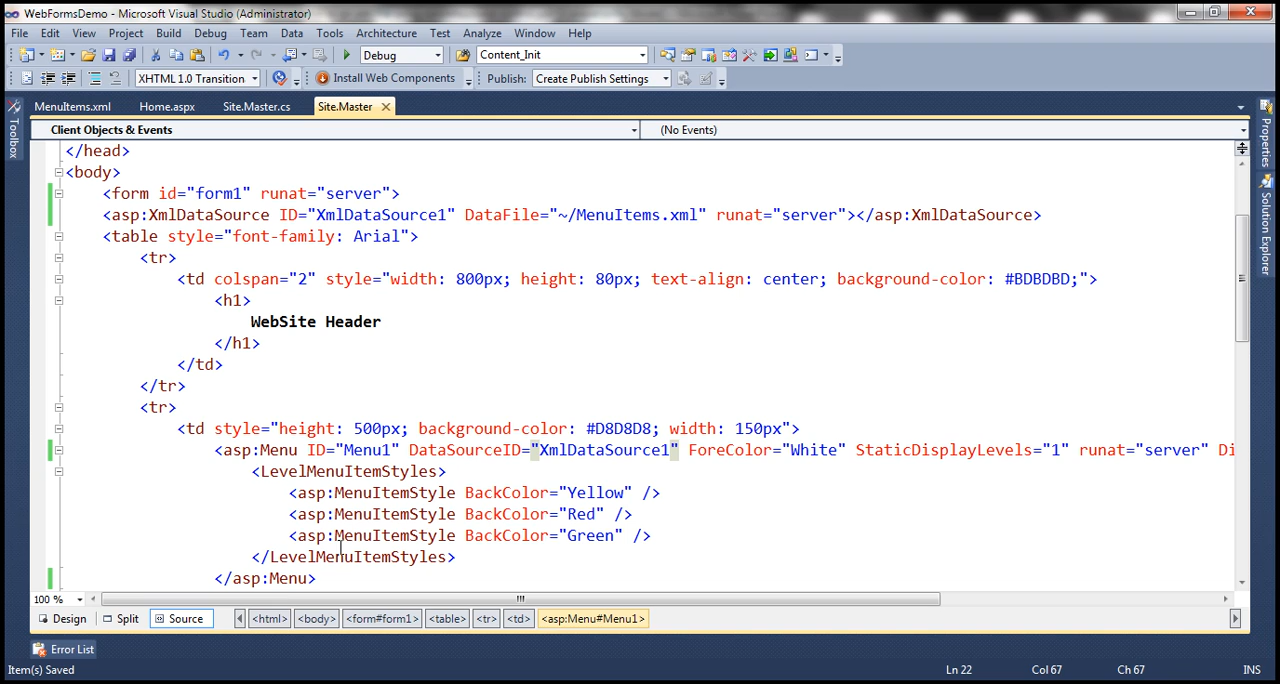 WebFormsDemo - Microsoft Visual Studio (Administrator)
File Edit View Project Build Debug Team Data Tools Architecture Test Analyze Window Help
Debug Content_Init
XHTML 1.0 Transition Install Web Components Publish: Create Publish Settings
MenuItems.xml Home.aspx Site.Master.cs Site.Master
Client Objects & Events (No Events)
Toolbox
Properties
Solution Explorer
</head>
<body>
<form id="form1" runat="server">
<asp:XmlDataSource ID="XmlDataSource1" DataFile="~/MenuItems.xml" runat="server"></asp:XmlDataSource>
<table style="font-family: Arial">
<tr>
<td colspan="2" style="width: 800px; height: 80px; text-align: center; background-color: #BDBDBD;">
<h1>
WebSite Header
</h1>
</td>
</tr>
<tr>
<td style="height: 500px; background-color: #D8D8D8; width: 150px">
<asp:Menu ID="Menu1" DataSourceID="XmlDataSource1" ForeColor="White" StaticDisplayLevels="1" runat="server" Di
<LevelMenuItemStyles>
<asp:MenuItemStyle BackColor="Yellow" />
<asp:MenuItemStyle BackColor="Red" />
<asp:MenuItemStyle BackColor="Green" />
</LevelMenuItemStyles>
</asp:Menu>
100 %
Design Split Source <html> <body> <form#form1> <table> <tr> <td> <asp:Menu#Menu1>
Error List
Item(s) Saved Ln 22 Col 67 Ch 67 INS